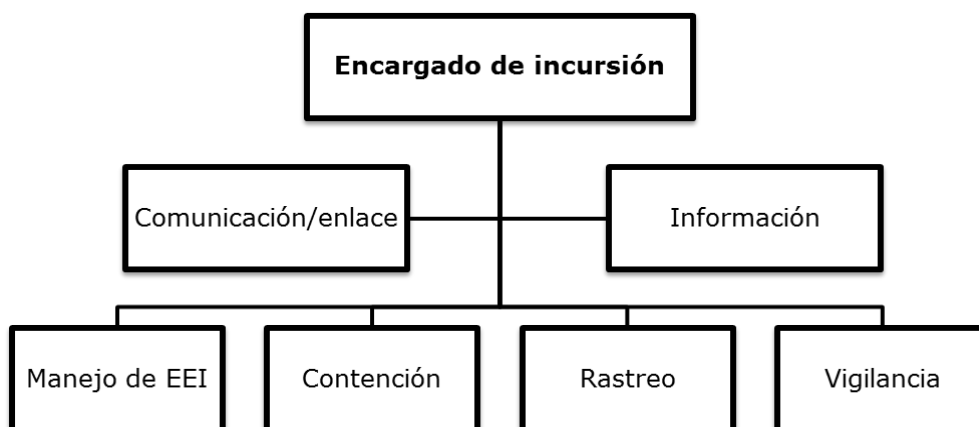 Encargado de incursión
Comunicación/enlace
Información
Manejo de EEI
Contención
Rastreo
Vigilancia